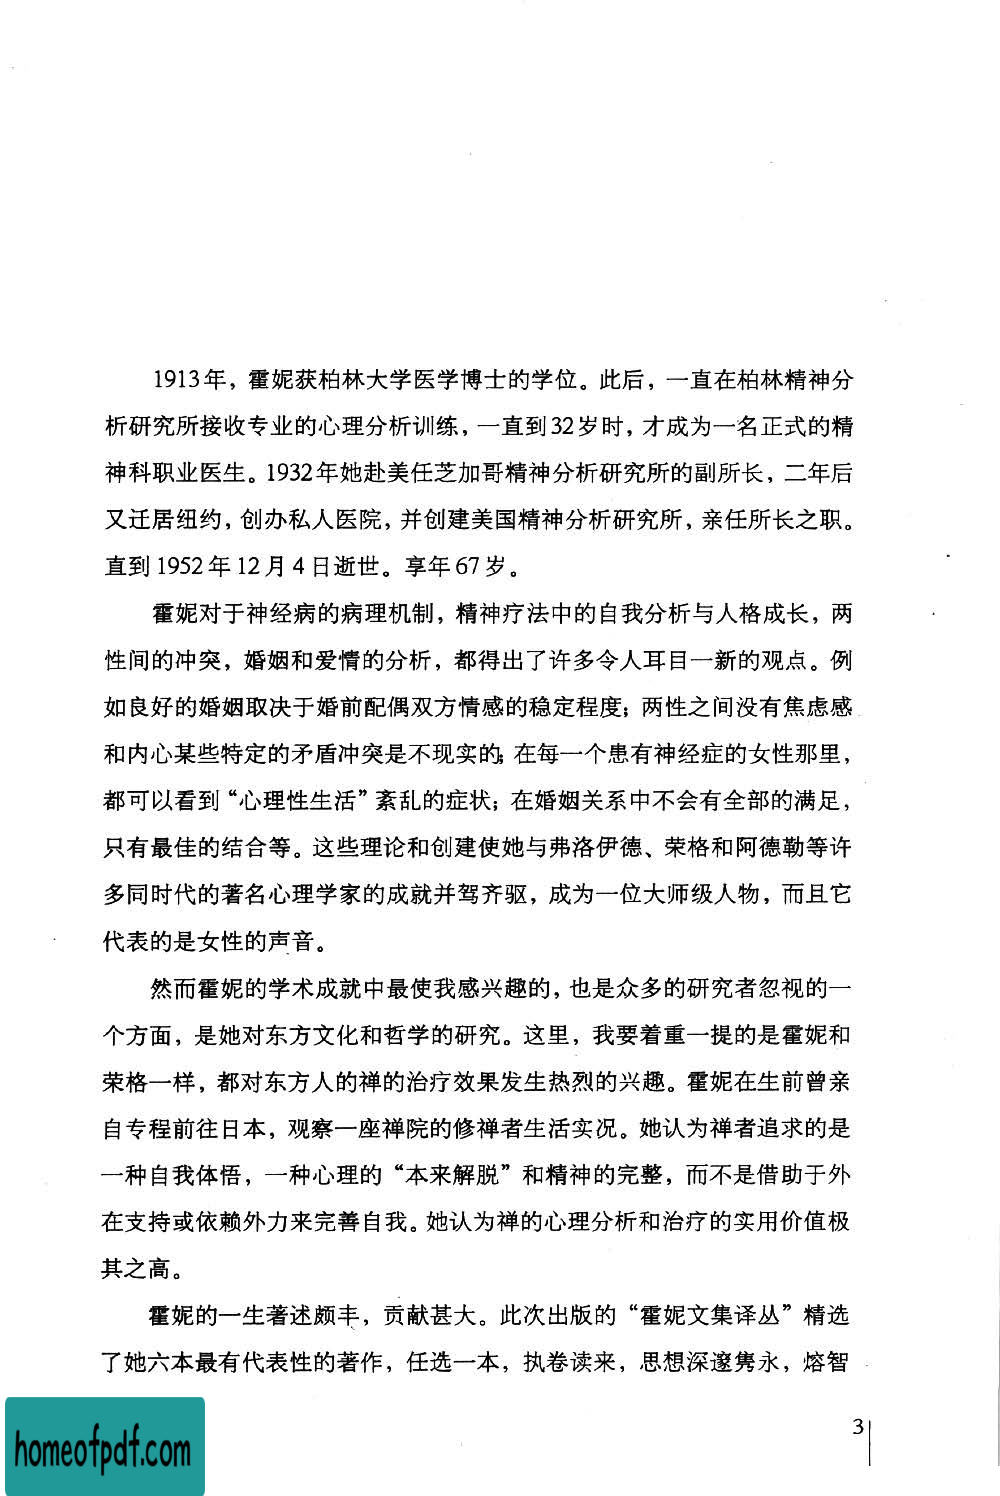 1913年，霍妮获柏林大学医学博士的学位。此后，一直在柏林精神分
析研究所接收专业的心理分析训练，一直到32岁时，才成为一名正式的精
神科职业医生。1932年她赴美任芝加哥精神分析研究所的副所长，二年后
又迁居纽约，创办私人医院，并创建美国精神分析研究所，亲任所长之职。
直到1952年12月4日逝世。享年67岁。
霍妮对于神经病的病理机制，精神疗法中的自我分析与人格成长，两
性间的冲突，婚姻和爱情的分析，都得出了许多令人耳目一新的观点。例
如良好的婚姻取决于婚前配偶双方情感的稳定程度；两性之间没有焦虑感
和内心某些特定的矛盾冲突是不现实的；在每一个患有神经症的女性那里，
都可以看到“心理性生活”紊乱的症状；在婚姻关系中不会有全部的满足，
只有最佳的结合等。这些理论和创建使她与弗洛伊德、荣格和阿德勒等许
多同时代的著名心理学家的成就并驾齐驱，成为一位大师级人物，而且它
代表的是女性的声音。
然而霍妮的学术成就中最使我感兴趣的，也是众多的研究者忽视的一
个方面，是她对东方文化和哲学的研究。这里，我要着重一提的是霍妮和
荣格一样，都对东方人的禅的治疗效果发生热烈的兴趣。霍妮在生前曾亲
自专程前往日本，观察一座禅院的修禅者生活实况。她认为禅者追求的是
一种自我体悟，一种心理的“本来解脱”和精神的完整，而不是借助于外
在支持或依赖外力来完善自我。她认为禅的心理分析和治疗的实用价值极
其之高。
霍妮的一生著述颇丰，贡献甚大。此次出版的“霍妮文集译丛”精选
了她六本最有代表性的著作，任选一本，执卷读来，思想深邃隽永，熔智
3
homeofpdf.com